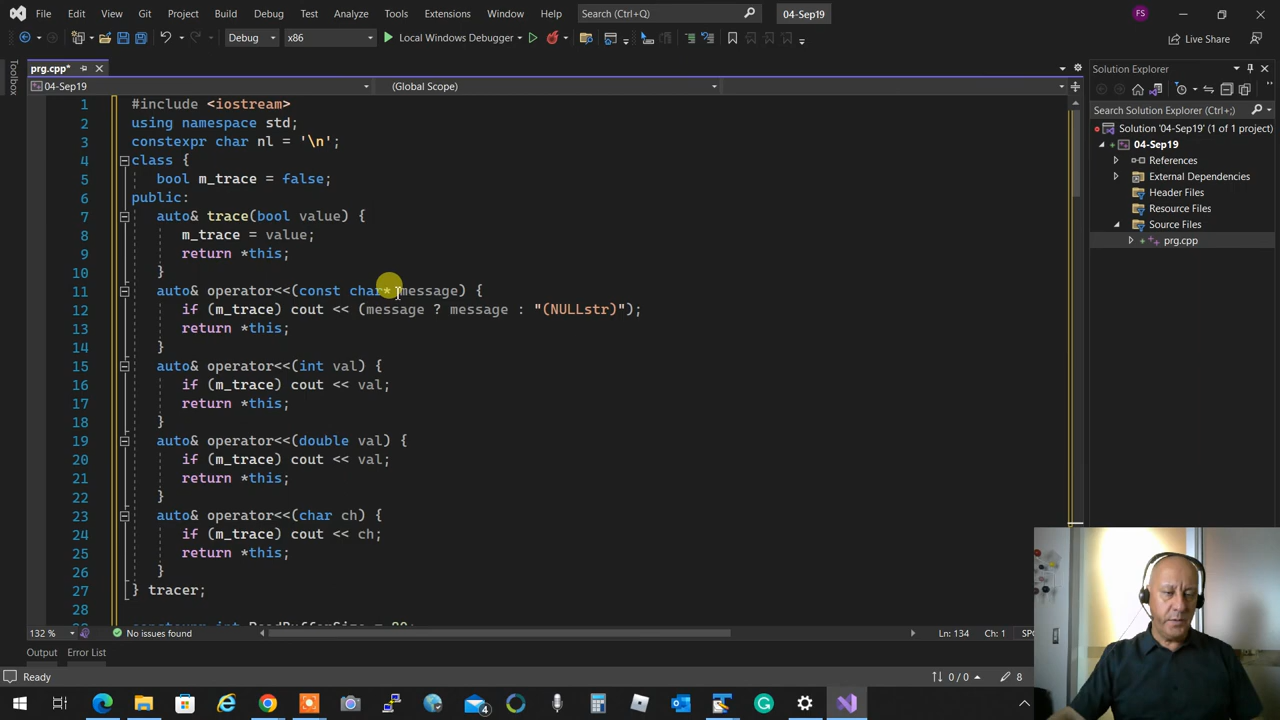 File Edit View Git Project Build Debug Test Analyze Tools Extensions Window Help Search (Ctrl+Q) 04-Sep19 FS
Debug x86 Local Windows Debugger Live Share
Toolbox
prg.cpp*
04-Sep19 (Global Scope)
1 #include <iostream>
2 using namespace std;
3 constexpr char nl = '\n';
4 class {
5 bool m_trace = false;
6 public:
7 auto& trace(bool value) {
8 m_trace = value;
9 return *this;
10 }
11 auto& operator<<(const char* message) {
12 if (m_trace) cout << (message ? message : "(NULLstr)");
13 return *this;
14 }
15 auto& operator<<(int val) {
16 if (m_trace) cout << val;
17 return *this;
18 }
19 auto& operator<<(double val) {
20 if (m_trace) cout << val;
21 return *this;
22 }
23 auto& operator<<(char ch) {
24 if (m_trace) cout << ch;
25 return *this;
26 }
27 } tracer;
28
Solution Explorer
Search Solution Explorer (Ctrl+;)
Solution '04-Sep19' (1 of 1 project)
04-Sep19
References
External Dependencies
Header Files
Resource Files
Source Files
prg.cpp
132 % No issues found Ln: 134 Ch: 1
Output Error List
Ready 0 / 0 8
4